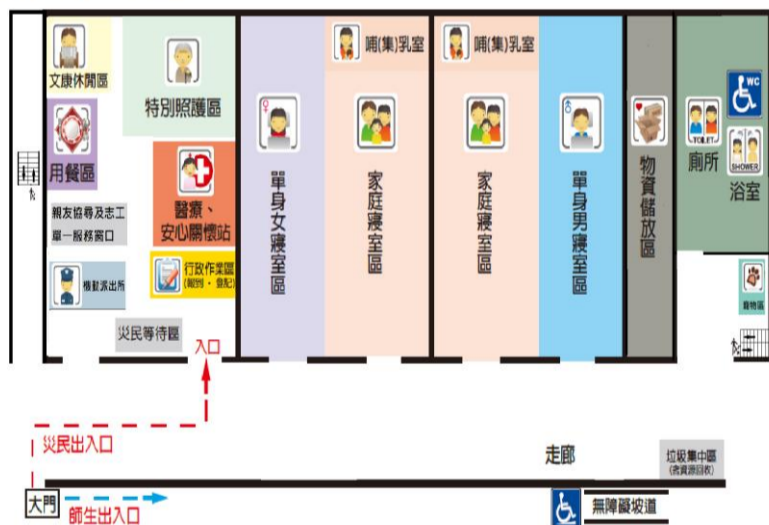 文康休閒區
特別照護區
用餐區
醫療、
安心關懷站
親友協尋及志工
單一服務窗口
機動派出所
行政作業區
(報到、登記)
災民等待區
入口
單身女寢室區
哺(集)乳室
家庭寢室區
哺(集)乳室
家庭寢室區
單身男寢室區
物資儲放區
TOILET
廁所
WC
SHOWER
浴室
寵物區
災民出入口
走廊
垃圾集中區
(含資源回收)
大門
師生出入口
無障礙坡道